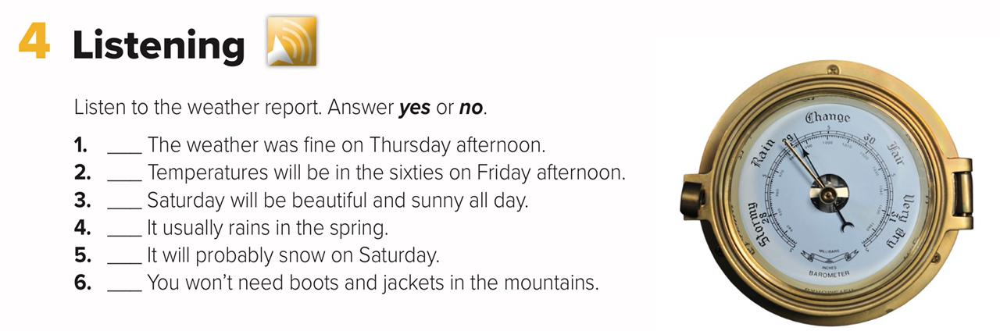 4 Listening
Listen to the weather report. Answer yes or no.
1. ___ The weather was fine on Thursday afternoon.
2. ___ Temperatures will be in the sixties on Friday afternoon.
3. ___ Saturday will be beautiful and sunny all day.
4. ___ It usually rains in the spring.
5. ___ It will probably snow on Saturday.
6. ___ You won't need boots and jackets in the mountains.
Change
Rain 29 30 Fair
Stormy 28 31 Very Dry
MILLIBARS
INCHES
BAROMETER